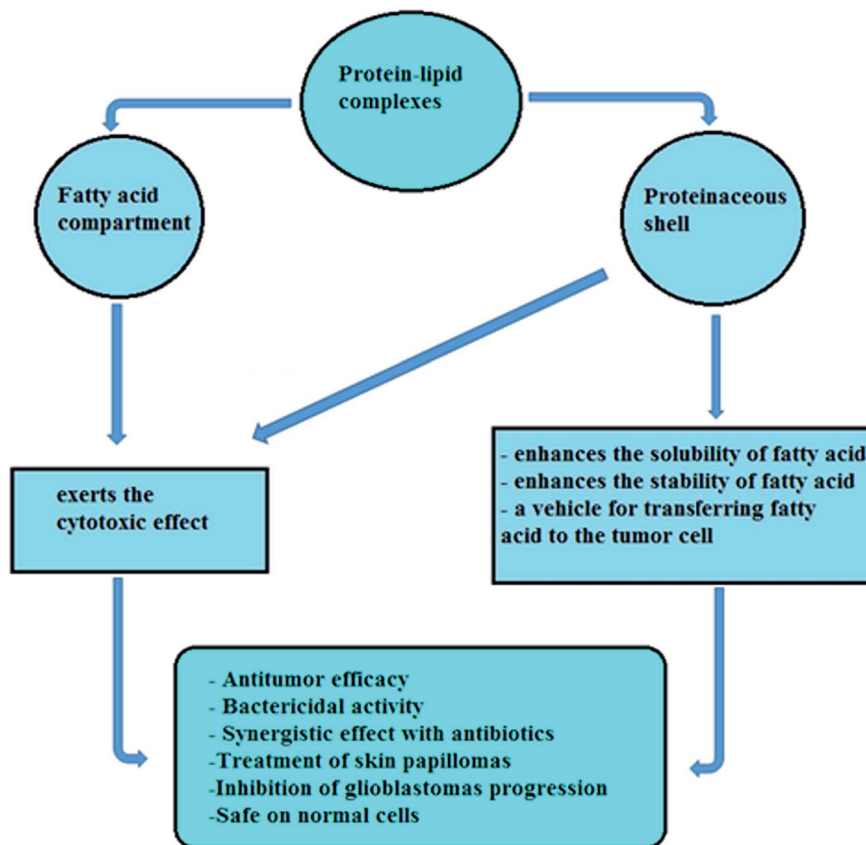 Protein-lipid
complexes
Fatty acid
compartment
Proteinaceous
shell
exerts the
cytotoxic effect
- enhances the solubility of fatty acid
- enhances the stability of fatty acid
- a vehicle for transferring fatty
acid to the tumor cell
- Antitumor efficacy
- Bactericidal activity
- Synergistic effect with antibiotics
-Treatment of skin papillomas
-Inhibition of glioblastomas progression
-Safe on normal cells